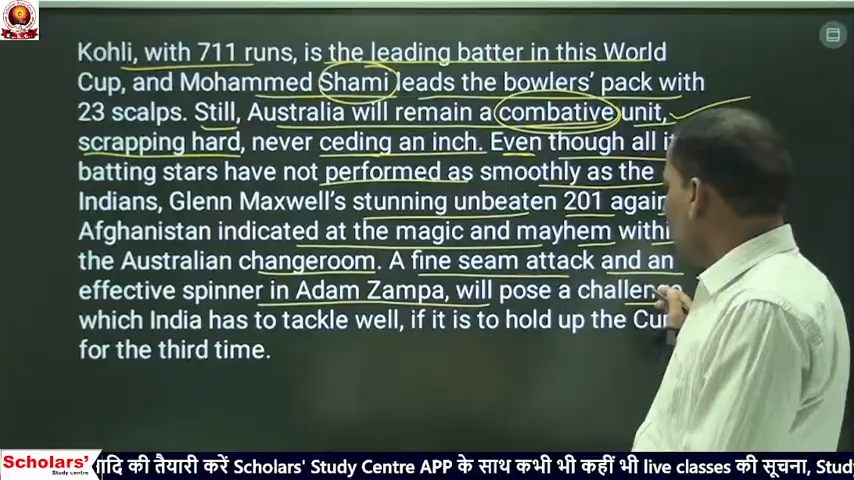 Kohli, with 711 runs, is the leading batter in this World
Cup, and Mohammed Shami leads the bowlers' pack with
23 scalps. Still, Australia will remain a combative unit,
scrapping hard, never ceding an inch. Even though all
batting stars have not performed as smoothly as the
Indians, Glenn Maxwell's stunning unbeaten 201
Afghanistan indicated at the magic and mayhem
the Australian changeroom. A fine seam attack and an
effective spinner in Adam Zampa, will pose a
which India has to tackle well, if it is to hold up the
for the third time.
Scholars'
Study centre
की तैयारी करें Scholars' Study Centre APP के साथ कभी भी कहीं भी live classes की सूचना,